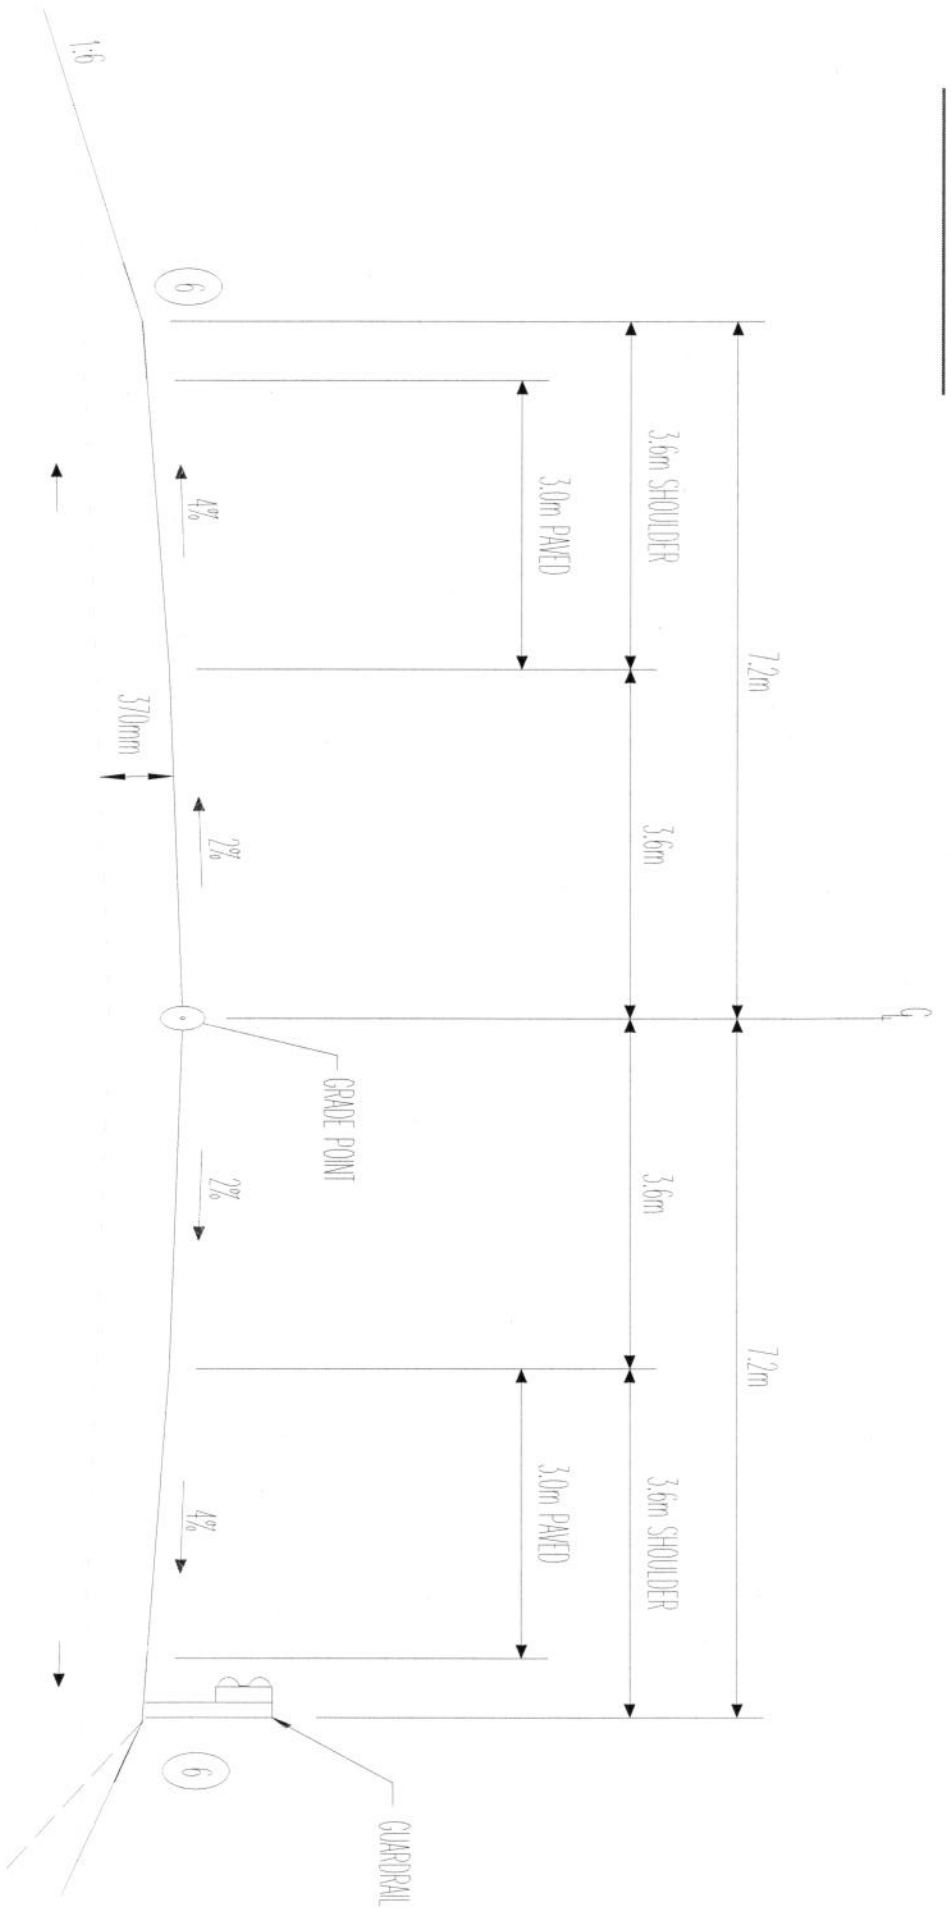 C L
7.2m
7.2m
3.6m SHOULDER
3.6m
3.6m
3.6m SHOULDER
3.0m PAVED
3.0m PAVED
GRADE POINT
GUARDRAIL
6
4%
2%
2%
4%
6
1:6
370mm